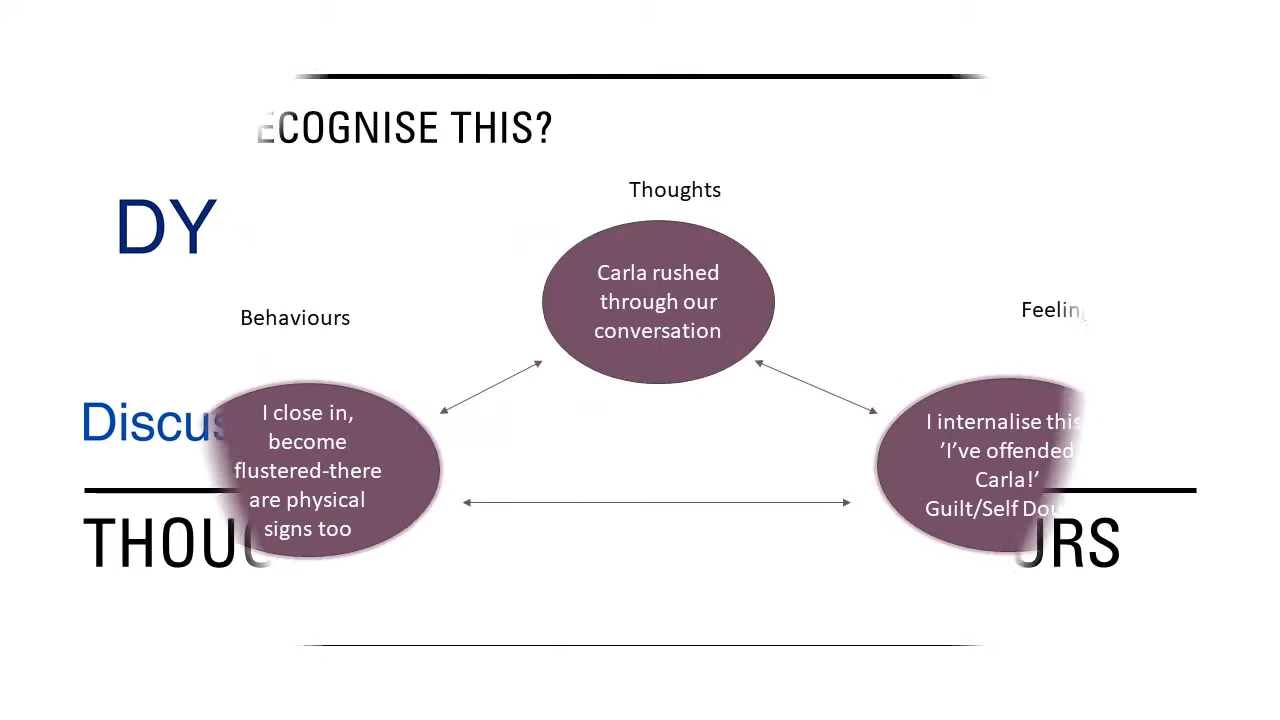 ECOGNISE THIS?
Thoughts
DY
Carla rushed
through our
conversation
Behaviours
Feelin
Discus
I close in,
become
flustered-there
are physical
signs too
I internalise this
’I’ve offended
Carla!’
Guilt/Self Dou
THOU
URS